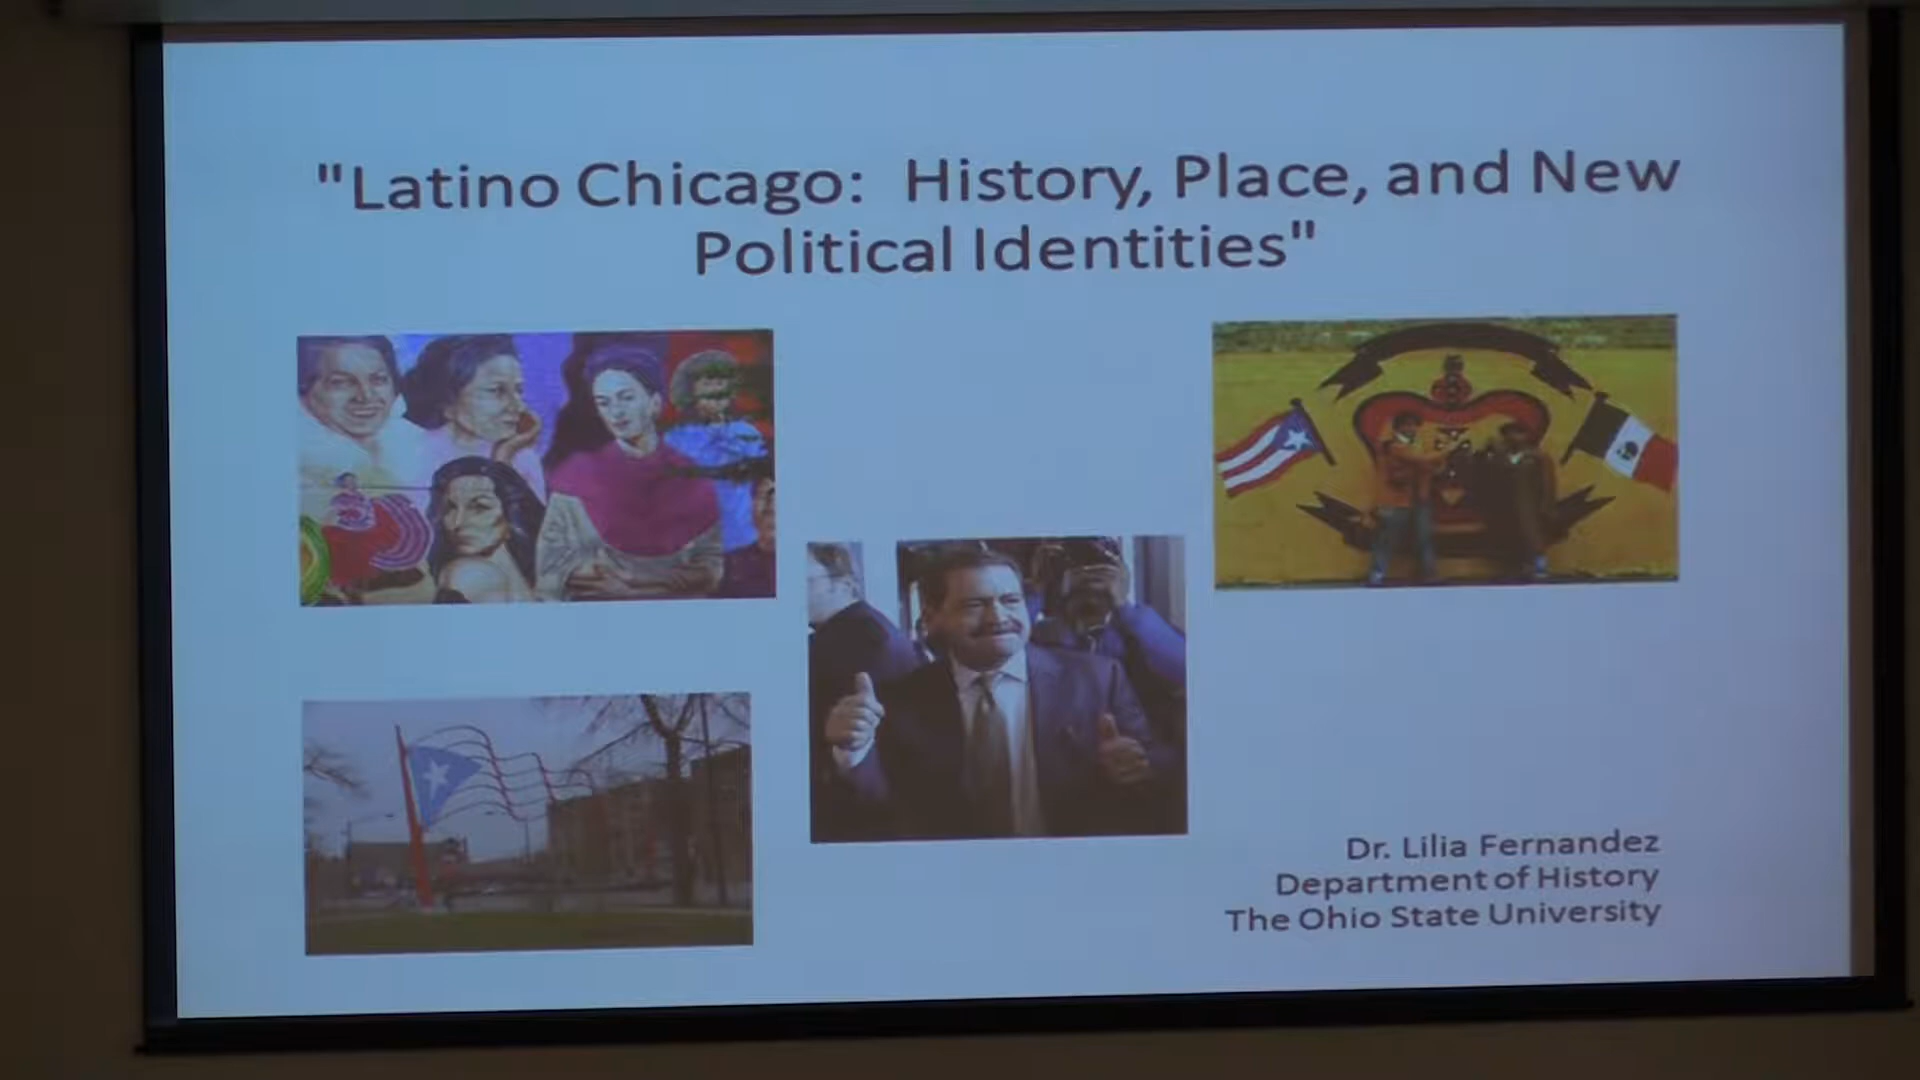 "Latino Chicago: History, Place, and New
Political Identities"
Dr. Lilia Fernandez
Department of History
The Ohio State University